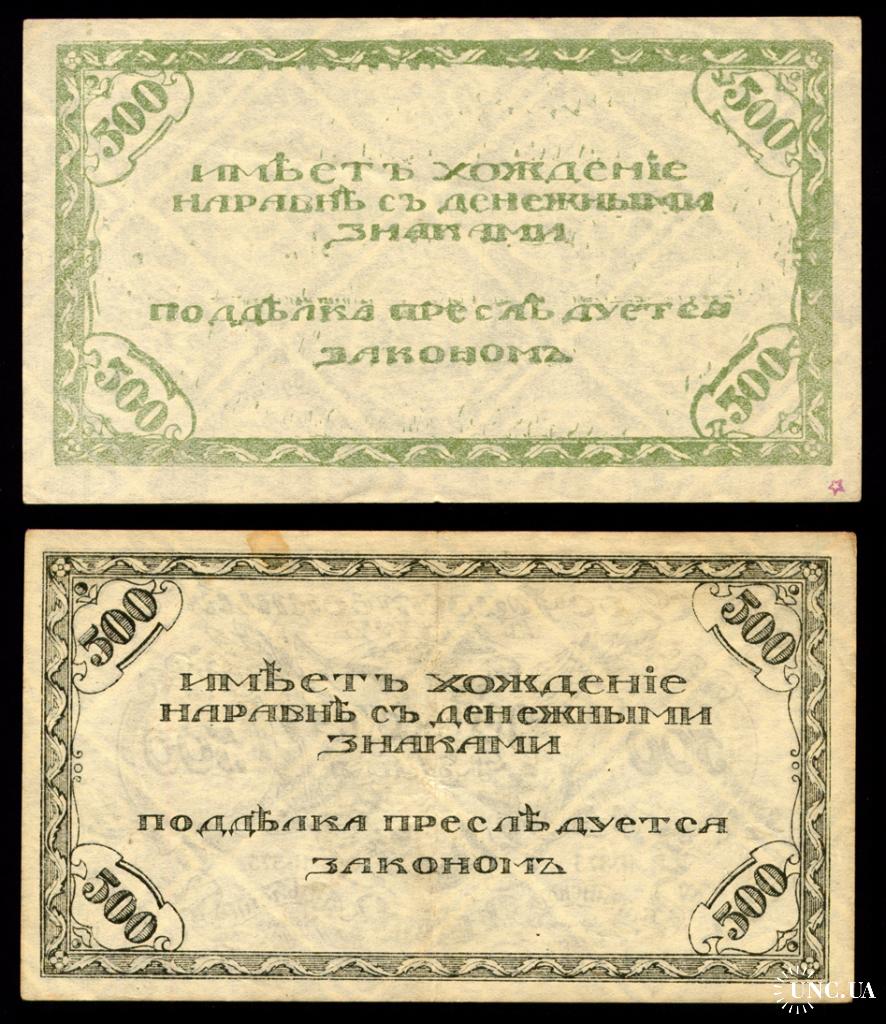 500 500
ИМѢЕТЪ ХОЖДЕНІЕ
НАРАВНѢ СЪ ДЕНЕЖНЫМИ
ЗНАКАМИ
ПОДДѢЛКА ПРЕСЛѢДУЕТСЯ
ЗАКОНОМЪ
500 500
500 500
ИМѢЕТЪ ХОЖДЕНІЕ
НАРАВНѢ СЪ ДЕНЕЖНЫМИ
ЗНАКАМИ
ПОДДѢЛКА ПРЕСЛѢДУЕТСЯ
ЗАКОНОМЪ
500 500
UNC.UA